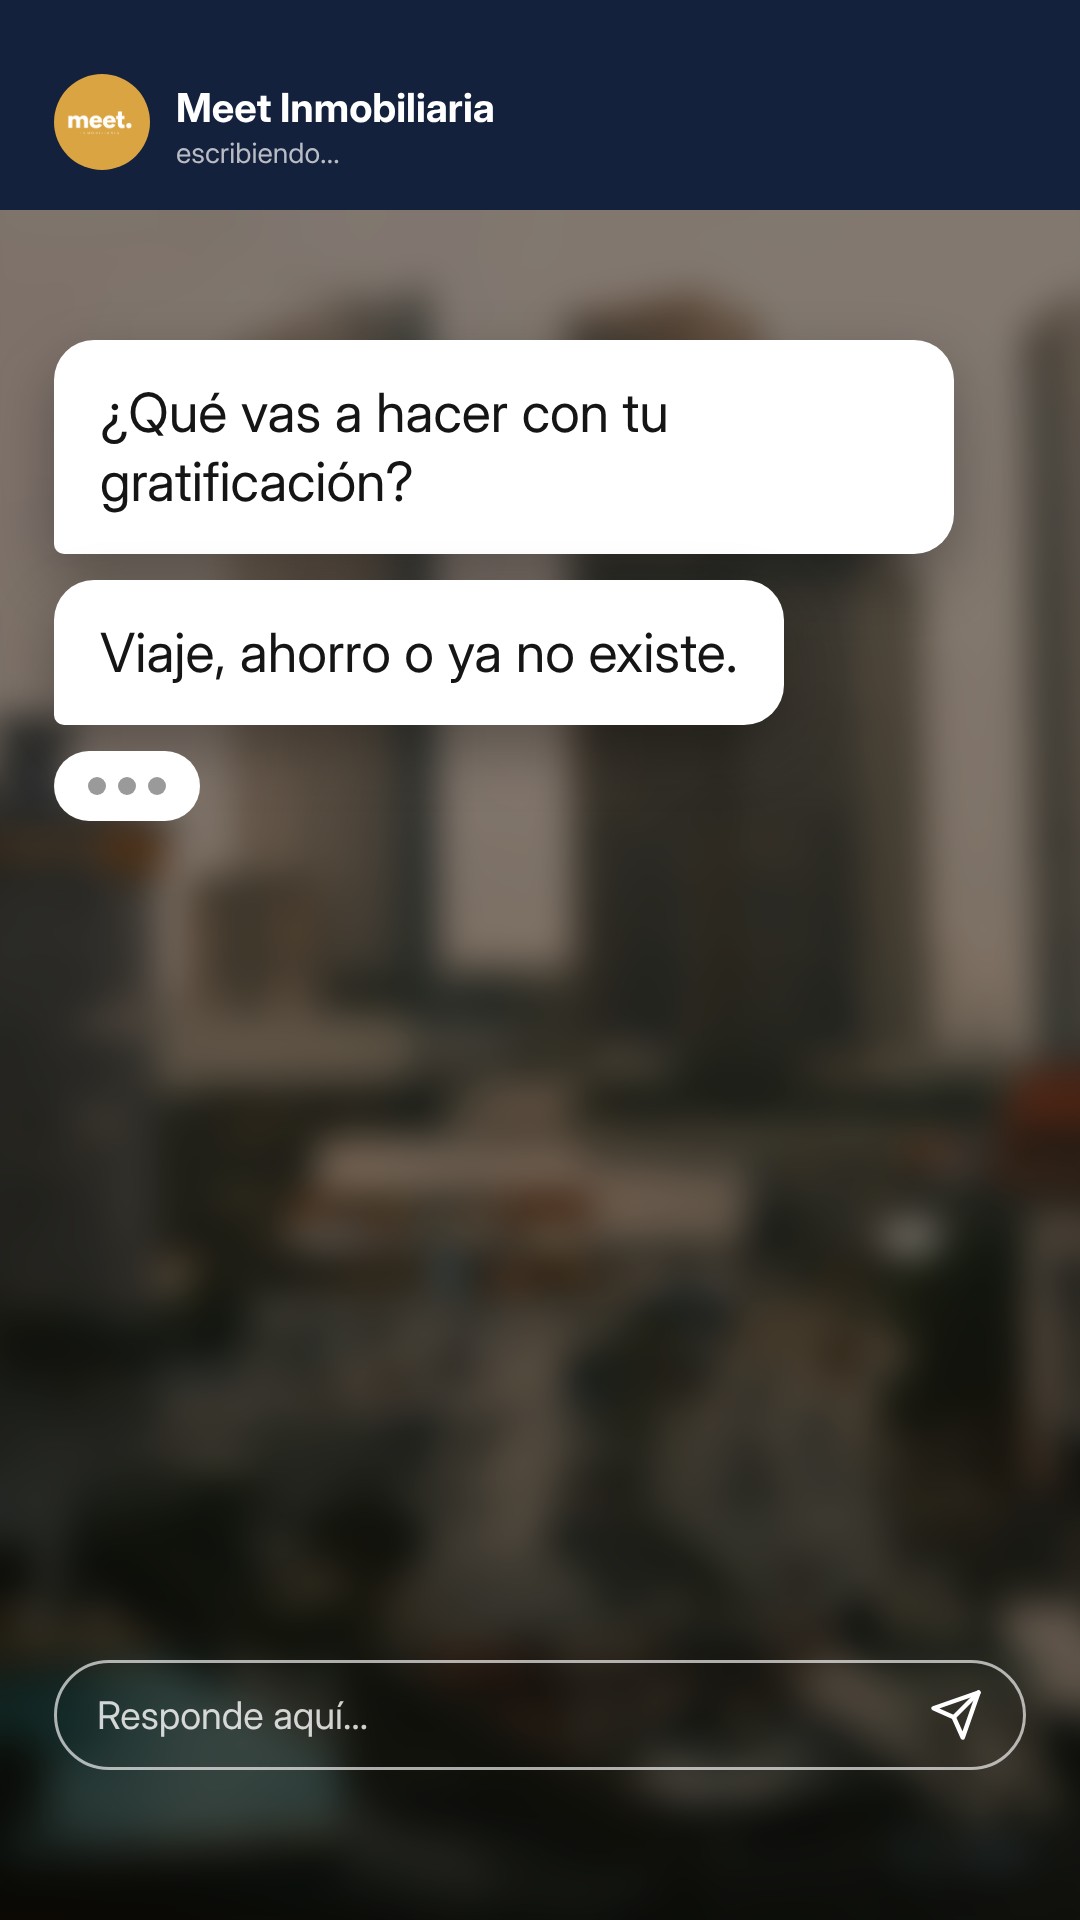 meet.
Meet Inmobiliaria
escribiendo...
¿Qué vas a hacer con tu
gratificación?
Viaje, ahorro o ya no existe.
Responde aquí...